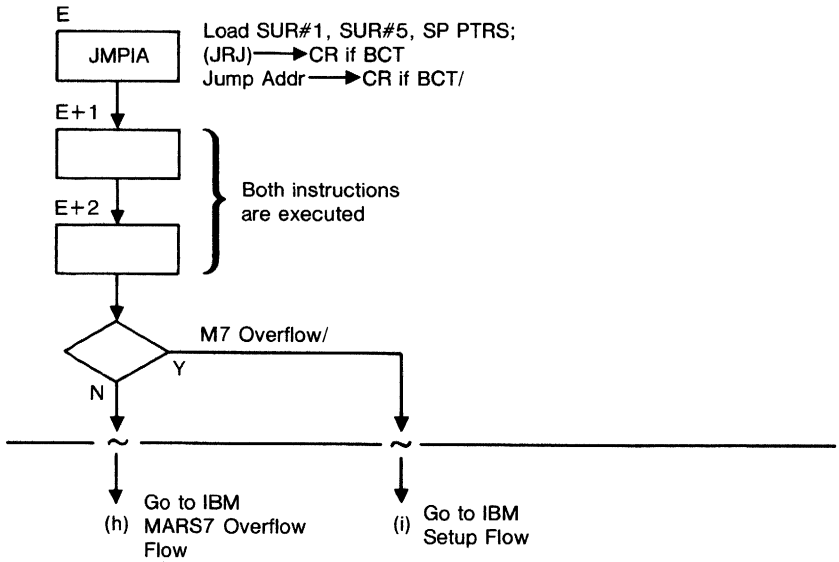 E
JMPIA
Load SUR#1, SUR#5, SP PTRS;
(JRJ) → CR if BCT
Jump Addr → CR if BCT/
E+1
E+2
Both instructions
are executed
M7 Overflow/
Y
N
~ ~
(h) Go to IBM
MARS7 Overflow
Flow
(i) Go to IBM
Setup Flow